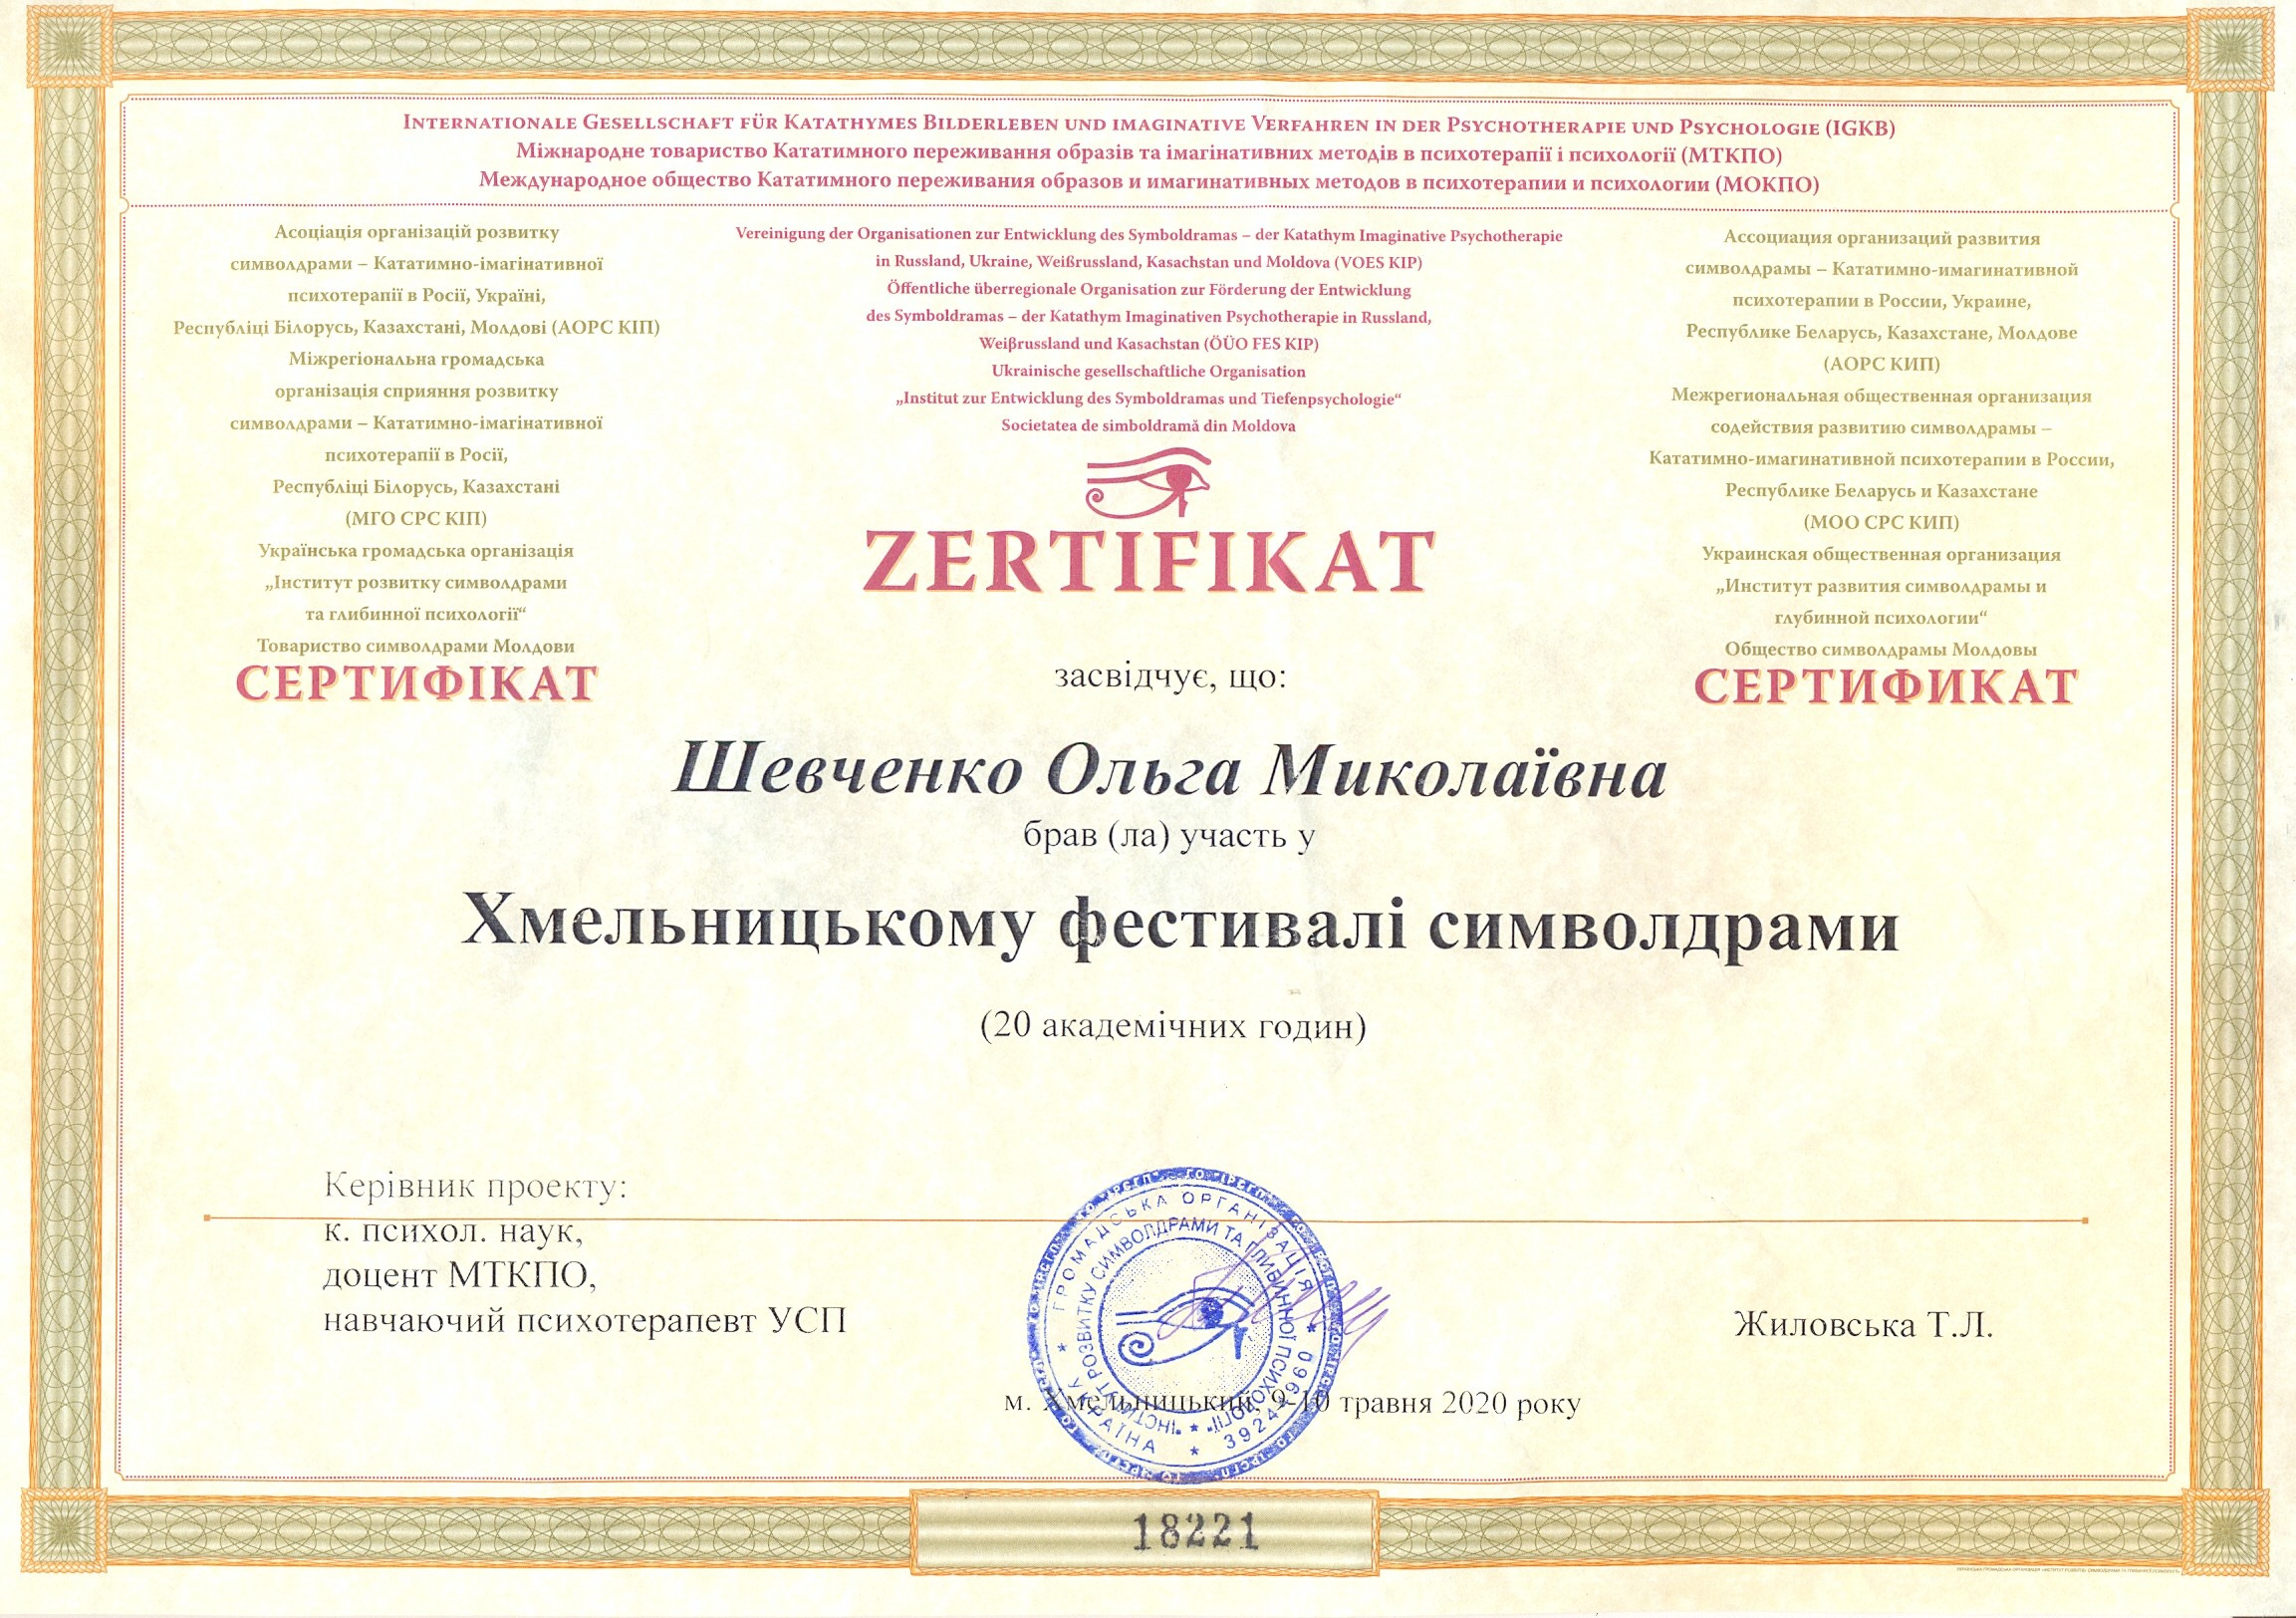 Internationale Gesellschaft für Katathymes Bilderleben und imaginative Verfahren in der Psychotherapie und Psychologie (IGKB)
Міжнародне товариство Кататимного переживання образів та імагінативних методів в психотерапії і психології (МТКПО)
Международное общество Кататимного переживания образов и имагинативных методов в психотерапии и психологии (МОКПО)
Асоціація організацій розвитку
символдрами – Кататимно-імагінативної
психотерапії в Росії, Україні,
Республіці Білорусь, Казахстані, Молдові (АОРС КІП)
Міжрегіональна громадська
організація сприяння розвитку
символдрами – Кататимно-імагінативної
психотерапії в Росії,
Республіці Білорусь, Казахстані
(МГО СРС КІП)
Українська громадська організація
„Інститут розвитку символдрами
та глибинної психології“
Товариство символдрами Молдови
СЕРТИФІКАТ
Vereinigung der Organisationen zur Entwicklung des Symboldramas – der Katathym Imaginative Psychotherapie
in Russland, Ukraine, Weißrussland, Kasachstan und Moldova (VOES KIP)
Öffentliche überregionale Organisation zur Förderung der Entwicklung
des Symboldramas – der Katathym Imaginativen Psychotherapie in Russland,
Weiβrussland und Kasachstan (ÖÜO FES KIP)
Ukrainische gesellschaftliche Organisation
„Institut zur Entwicklung des Symboldramas und Tiefenpsychologie“
Societatea de simboldramă din Moldova
ZERTIFIKAT
Ассоциация организаций развития
символдрамы – Кататимно-имагинативной
психотерапии в России, Украине,
Республике Беларусь, Казахстане, Молдове
(АОРС КИП)
Межрегиональная общественная организация
содействия развитию символдрамы –
Кататимно-имагинативной психотерапии в России,
Республике Беларусь и Казахстане
(МОО СРС КИП)
Украинская общественная организация
„Институт развития символдрамы и
глубинной психологии“
Общество символдрамы Молдовы
СЕРТИФИКАТ
засвідчує, що:
Шевченко Ольга Миколаївна
брав (ла) участь у
Хмельницькому фестивалі символдрами
(20 академічних годин)
Керівник проекту:
к. психол. наук,
доцент МТКПО,
навчаючий психотерапевт УСП
Жиловська Т.Л.
ГРОМАДСЬКА ОРГАНІЗАЦІЯ
ІНСТИТУТ РОЗВИТКУ СИМВОЛДРАМИ ТА ГЛИБИННОЇ ПСИХОЛОГІЇ
УКРАЇНА
м. Хмельницький, 9-10 травня 2020 року
18221